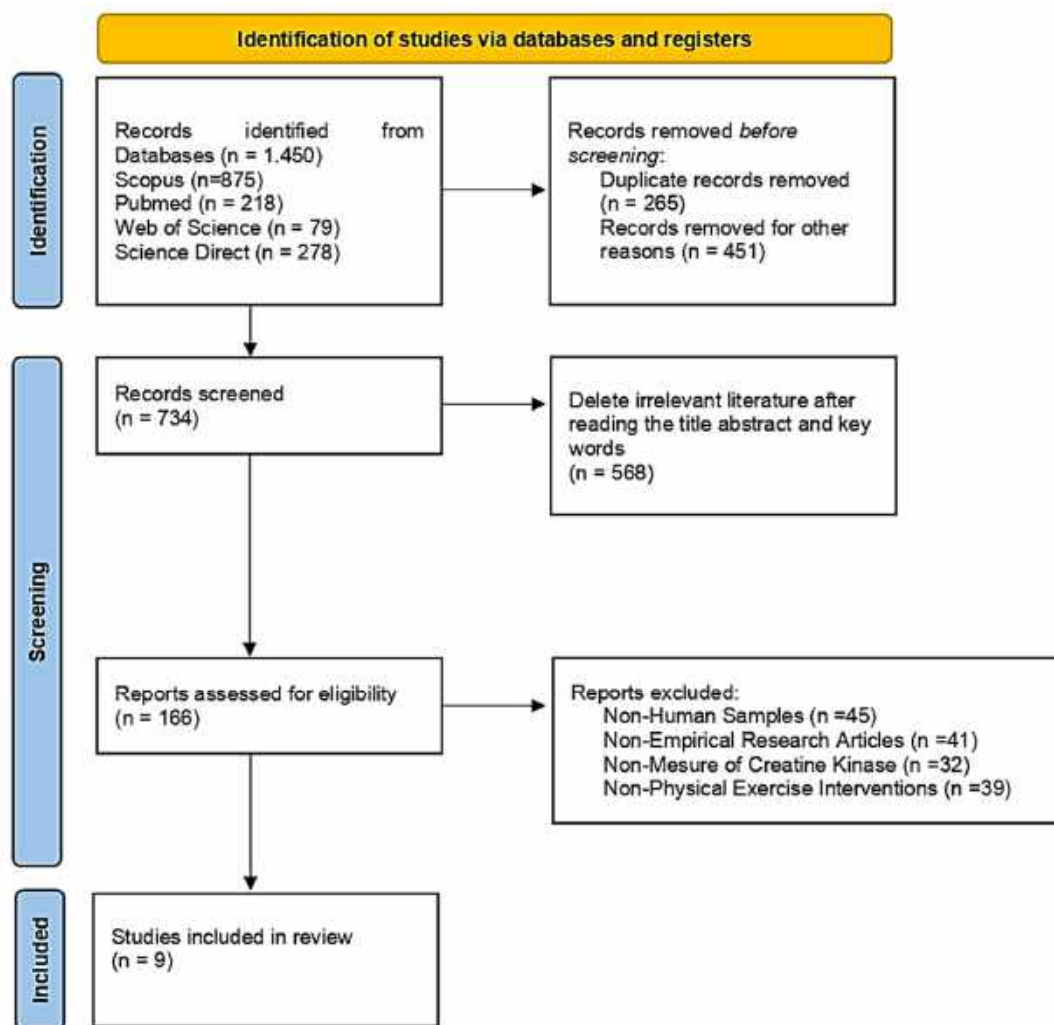 Identification of studies via databases and registers
Identification
Records identified from
Databases (n = 1.450)
Scopus (n=875)
Pubmed (n = 218)
Web of Science (n = 79)
Science Direct (n = 278)
Records removed before
screening:
Duplicate records removed
(n = 265)
Records removed for other
reasons (n = 451)
Screening
Records screened
(n = 734)
Delete irrelevant literature after
reading the title abstract and key
words
(n = 568)
Reports assessed for eligibility
(n = 166)
Reports excluded:
Non-Human Samples (n =45)
Non-Empirical Research Articles (n =41)
Non-Mesure of Creatine Kinase (n =32)
Non-Physical Exercise Interventions (n =39)
Included
Studies included in review
(n = 9)